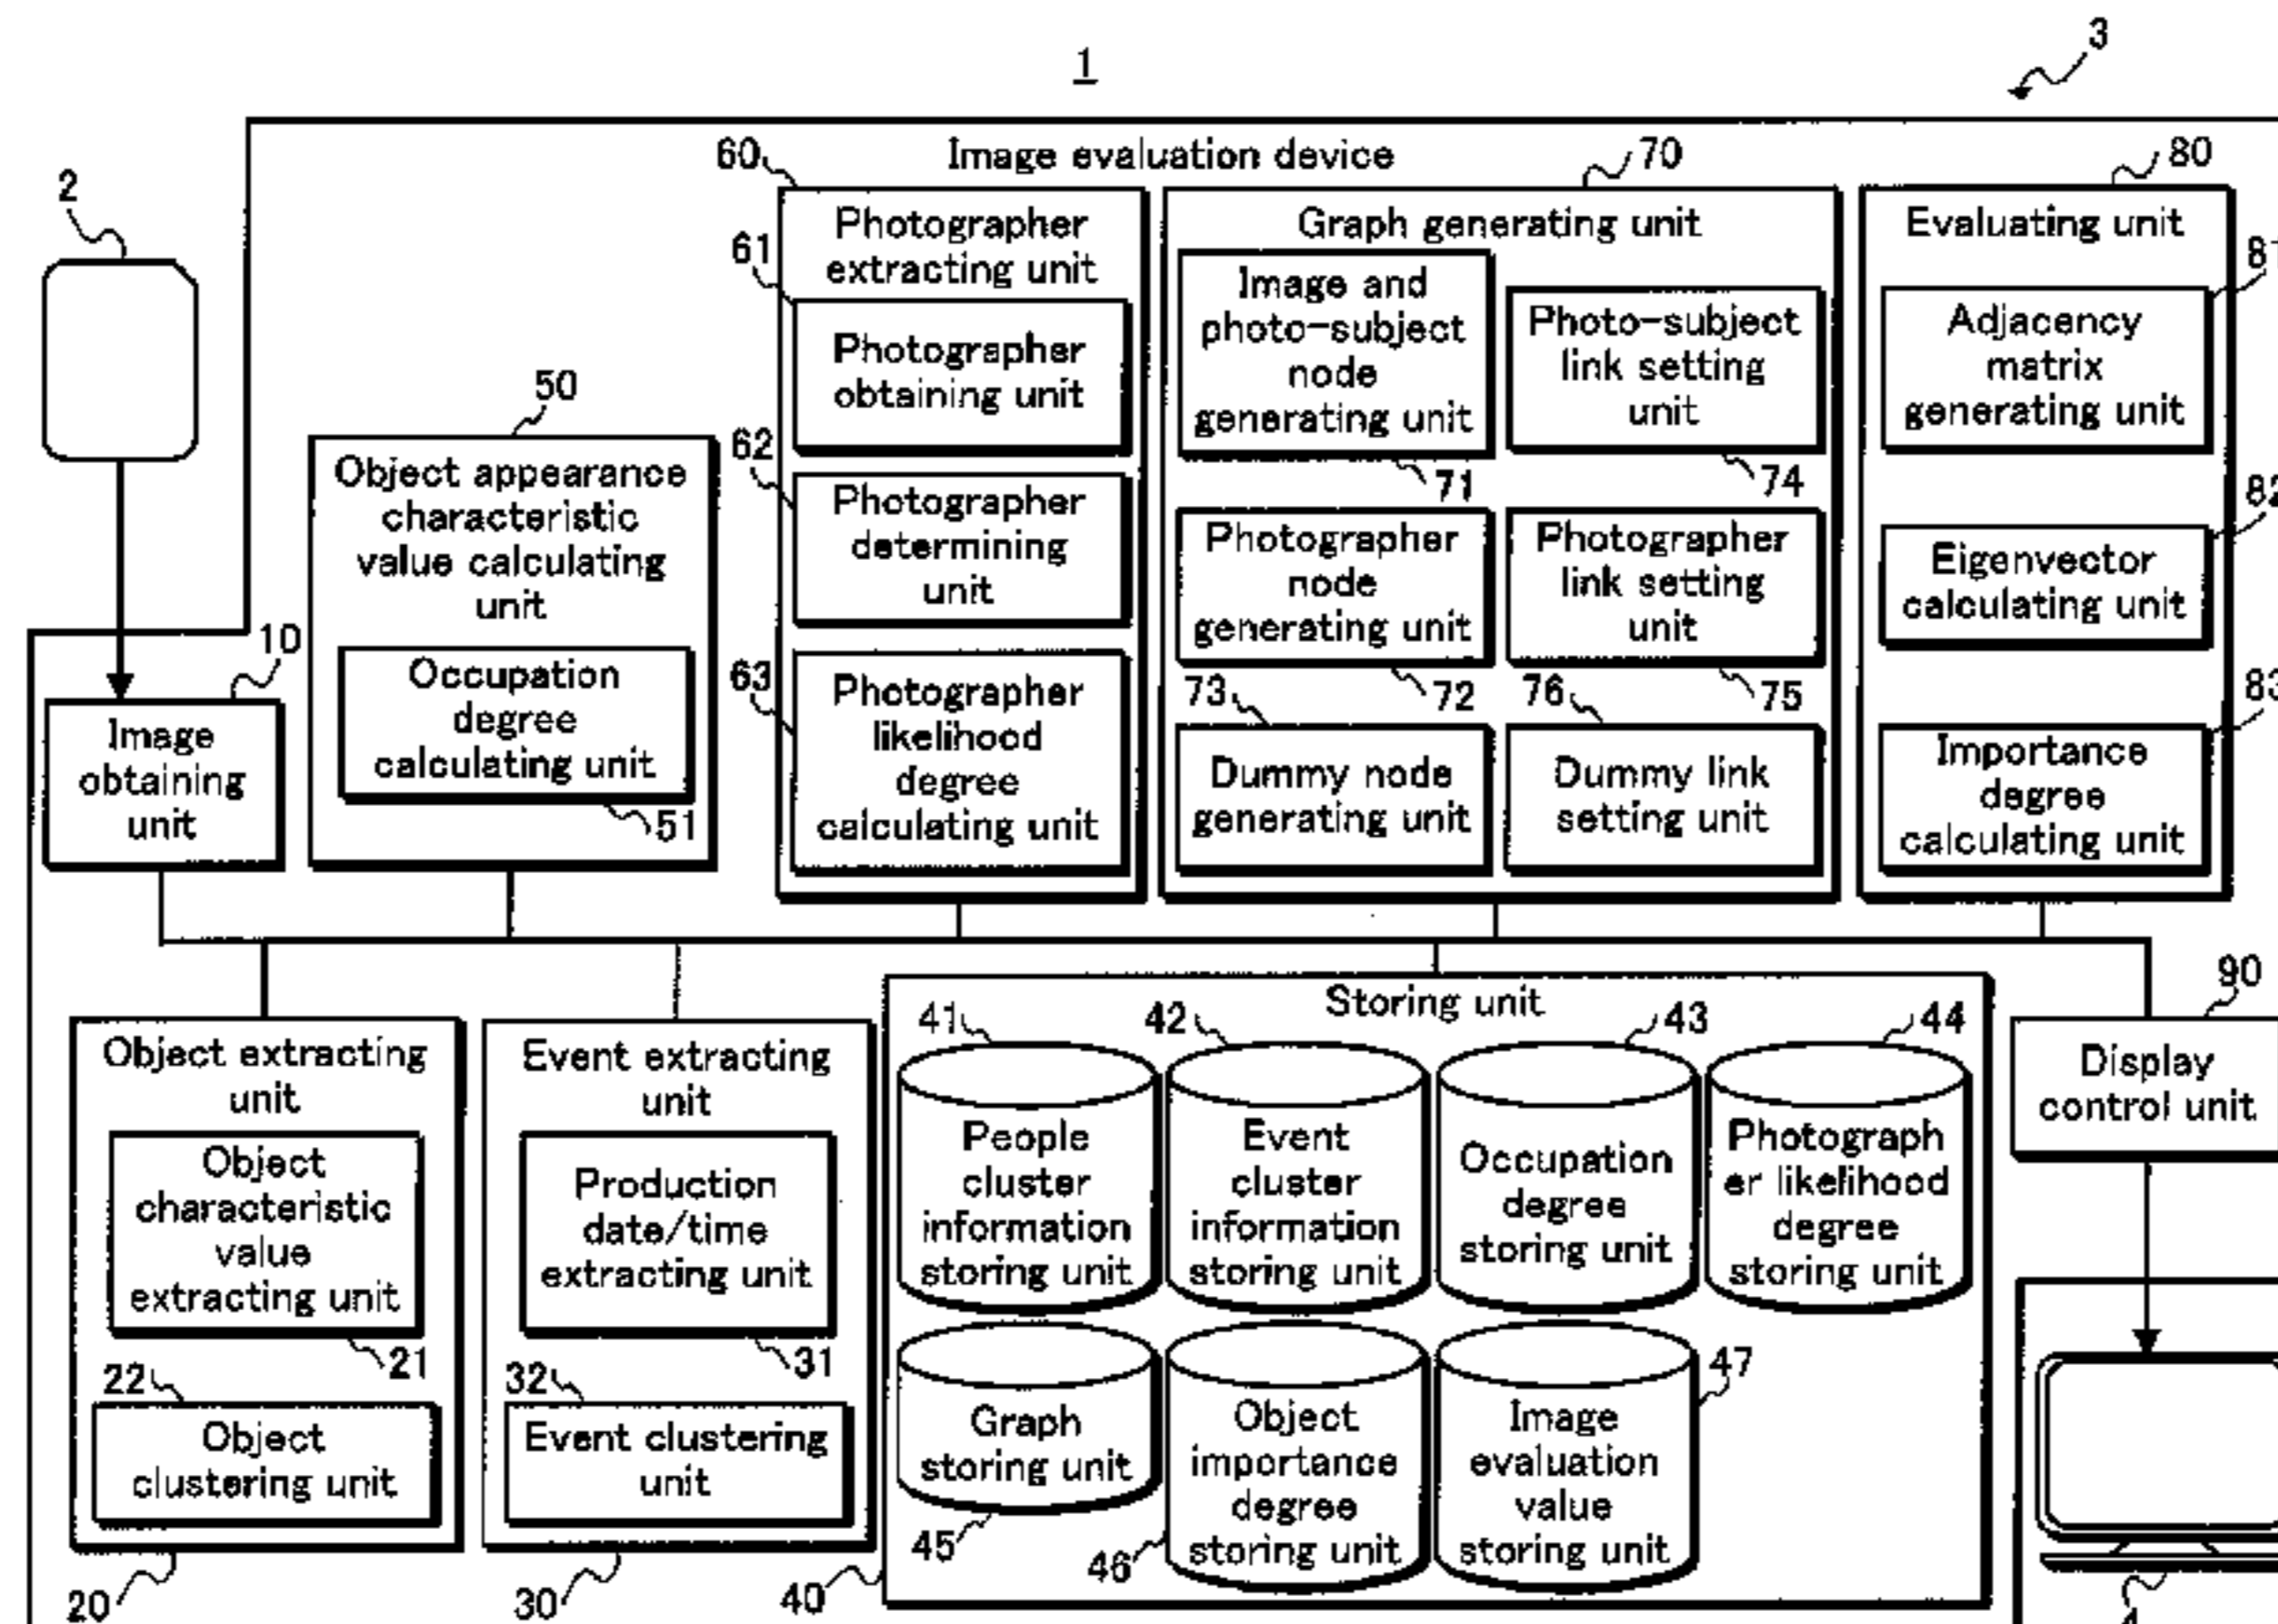 1
3
Image evaluation device
2
60
Photographer
extracting unit
61
Photographer
obtaining unit
62
Photographer
determining
unit
63
Photographer
likelihood
degree
calculating unit
70
Graph generating unit
Image and
photo-subject
node
generating unit
71
Photo-subject
link setting
unit
74
Photographer
node
generating unit
72
Photographer
link setting
unit
75
73
Dummy node
generating unit
76
Dummy link
setting unit
80
Evaluating unit
81
Adjacency
matrix
generating unit
82
Eigenvector
calculating unit
83
Importance
degree
calculating unit
50
Object appearance
characteristic
value calculating
unit
Occupation
degree
calculating unit
51
10
Image
obtaining
unit
Object extracting
unit
Object
characteristic
value
extracting unit
21
22
Object
clustering unit
20
Event extracting
unit
Production
date/time
extracting unit
31
32
Event clustering
unit
30
Storing unit
41
People
cluster
information
storing unit
42
Event
cluster
information
storing unit
43
Occupation
degree
storing unit
44
Photograph
er likelihood
degree
storing unit
Graph
storing unit
45
Object
importance
degree
storing unit
46
Image
evaluation
value
storing unit
47
40
90
Display
control unit
4